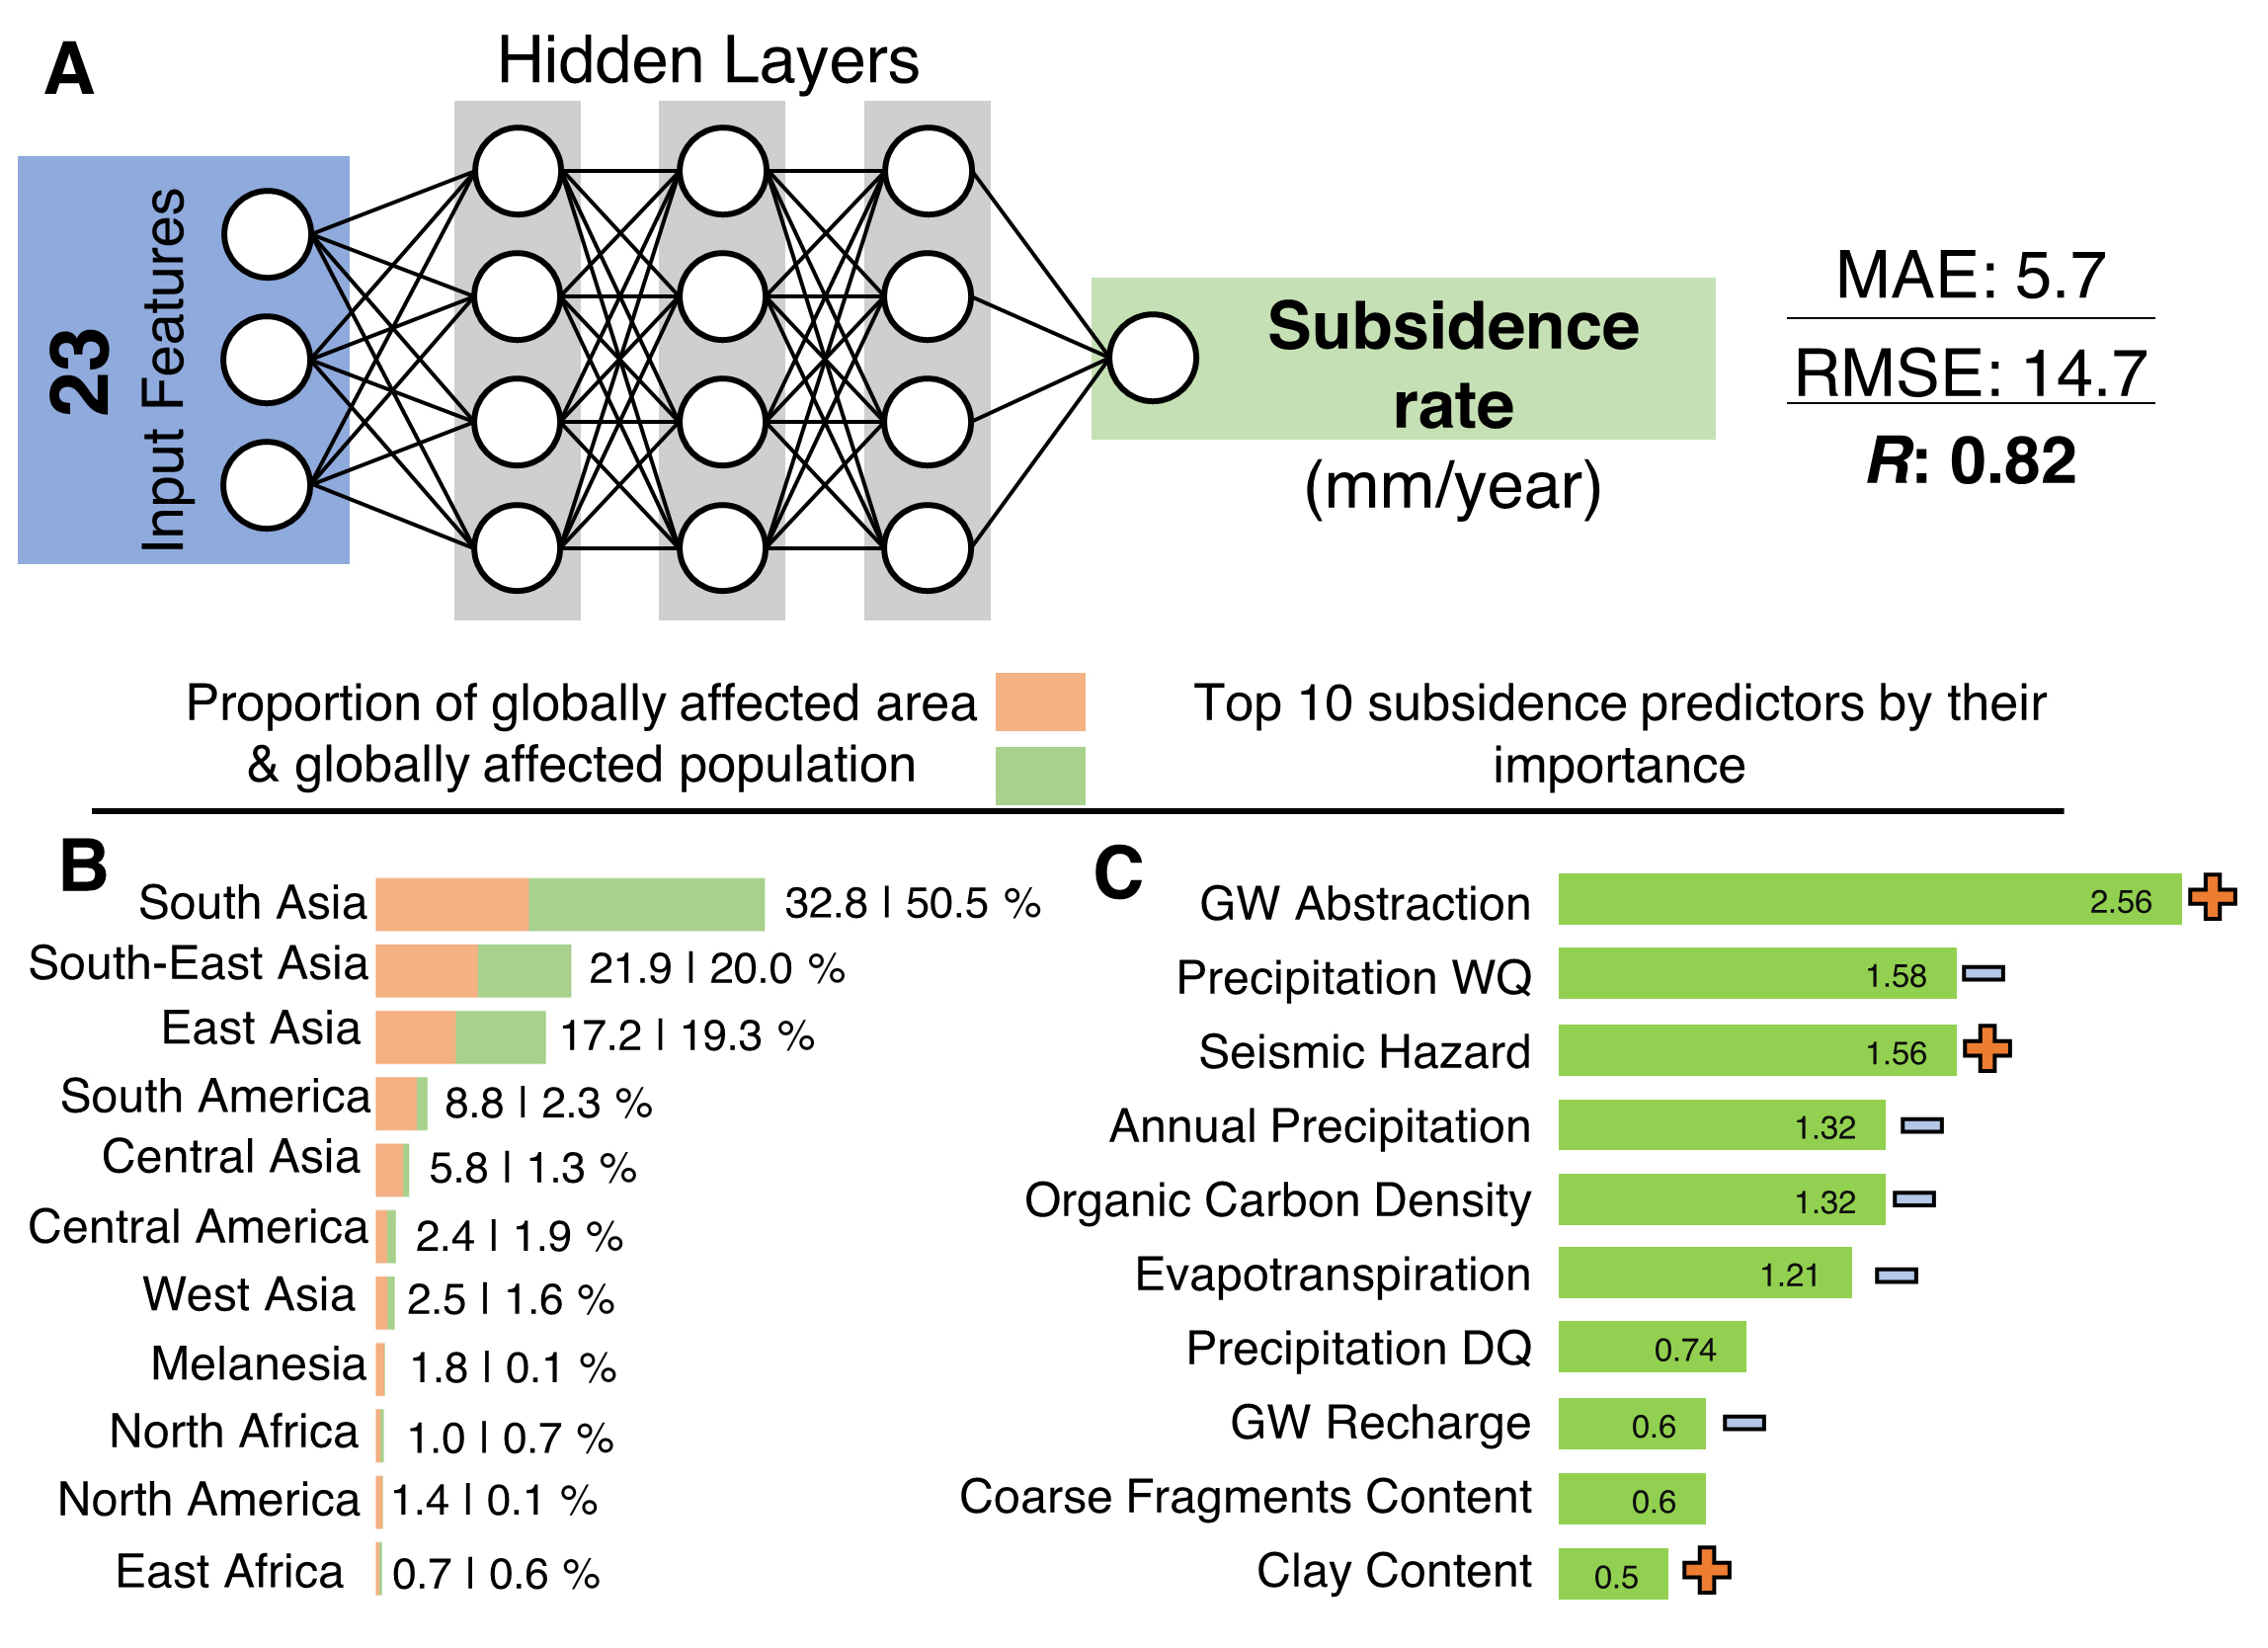 A
Hidden Layers
23
Input Features
Subsidence
rate
(mm/year)
MAE: 5.7
RMSE: 14.7
R: 0.82
Proportion of globally affected area
& globally affected population
Top 10 subsidence predictors by their
importance
B
South Asia 32.8 | 50.5 %
South-East Asia 21.9 | 20.0 %
East Asia 17.2 | 19.3 %
South America 8.8 | 2.3 %
Central Asia 5.8 | 1.3 %
Central America 2.4 | 1.9 %
West Asia 2.5 | 1.6 %
Melanesia 1.8 | 0.1 %
North Africa 1.0 | 0.7 %
North America 1.4 | 0.1 %
East Africa 0.7 | 0.6 %
C
GW Abstraction 2.56
Precipitation WQ 1.58
Seismic Hazard 1.56
Annual Precipitation 1.32
Organic Carbon Density 1.32
Evapotranspiration 1.21
Precipitation DQ 0.74
GW Recharge 0.6
Coarse Fragments Content 0.6
Clay Content 0.5